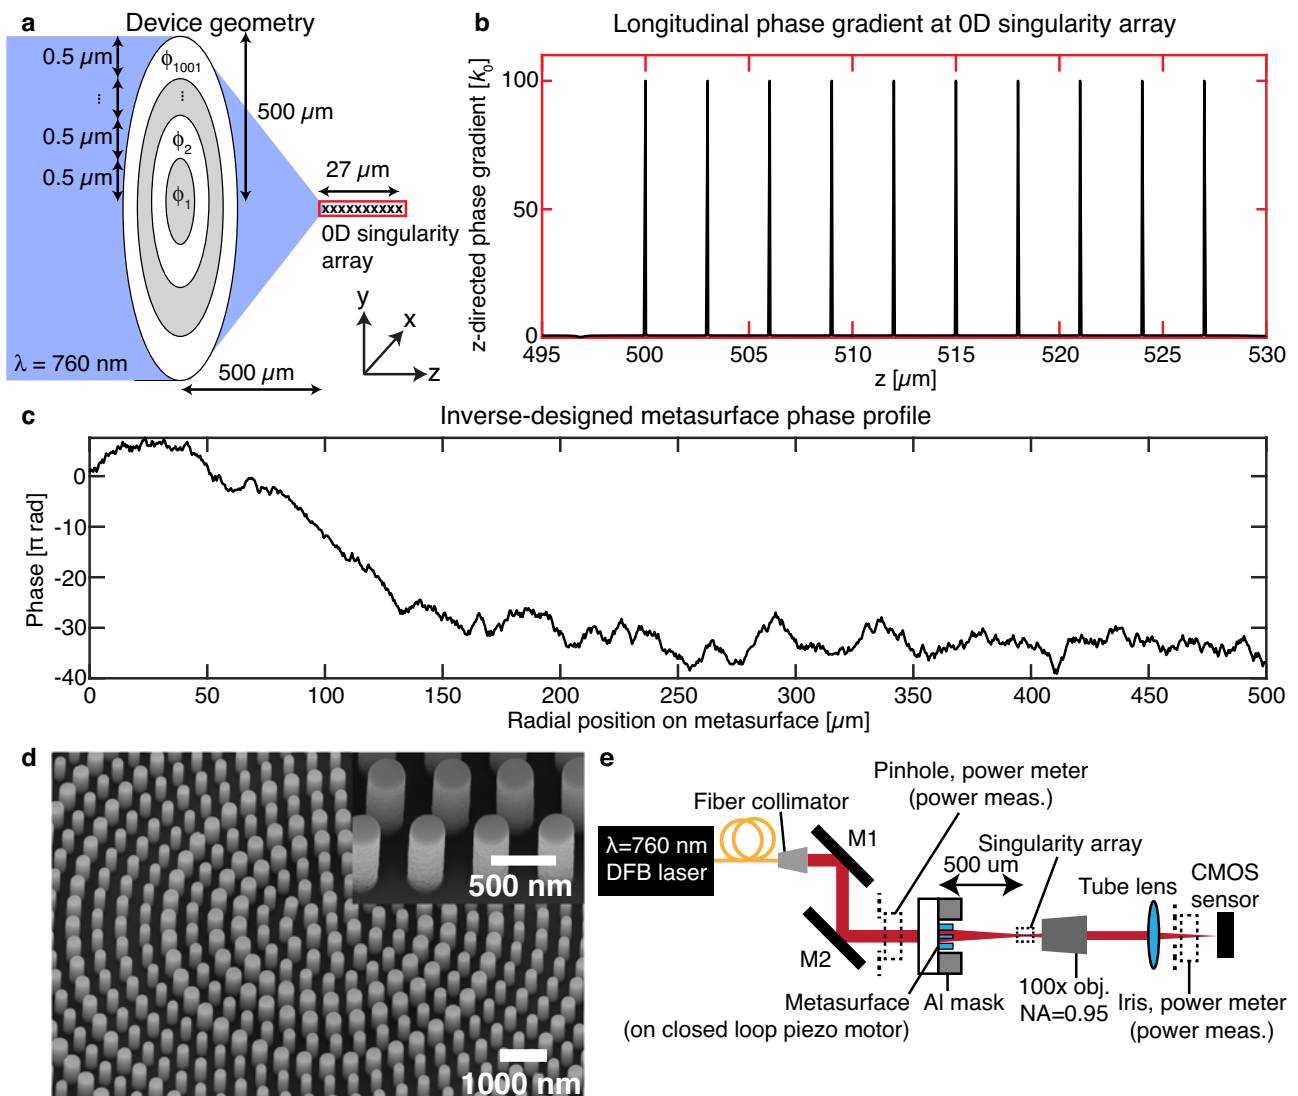 a
Device geometry
0.5 µm
...
0.5 µm
0.5 µm
ϕ1001
...
ϕ2
ϕ1
500 µm
27 µm
xxxxxxxxxx
0D singularity
array
y
x
z
λ = 760 nm
500 µm
b
Longitudinal phase gradient at 0D singularity array
z-directed phase gradient [k0]
100
50
0
495 500 505 510 515 520 525 530
z [µm]
c
Inverse-designed metasurface phase profile
Phase [π rad]
0
-10
-20
-30
-40
0 50 100 150 200 250 300 350 400 450 500
Radial position on metasurface [µm]
d
500 nm
1000 nm
e
Pinhole, power meter
(power meas.)
Fiber collimator
M1
λ=760 nm
DFB laser
Singularity array
500 um
Tube lens
CMOS
sensor
M2
Metasurface
(on closed loop piezo motor)
Al mask
100x obj.
NA=0.95
Iris, power meter
(power meas.)